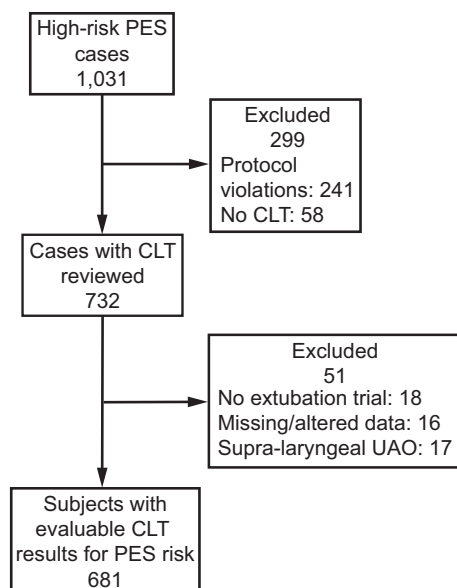 High-risk PES
cases
1,031
Excluded
299
Protocol
violations: 241
No CLT: 58
Cases with CLT
reviewed
732
Excluded
51
No extubation trial: 18
Missing/altered data: 16
Supra-laryngeal UAO: 17
Subjects with
evaluable CLT
results for PES risk
681